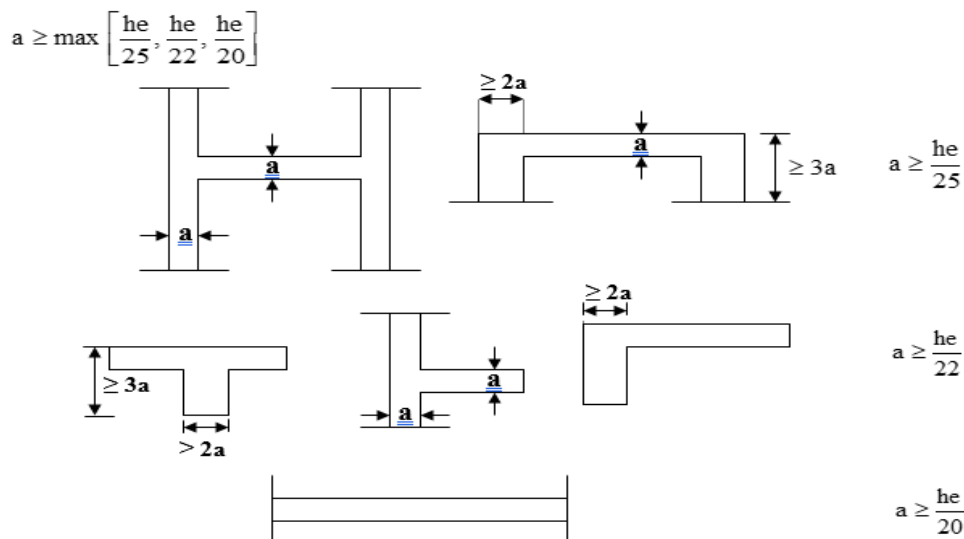 a ≥ max [he/25, he/22, he/20]
≥ 2a
a
a
≥ 3a
a ≥ he/25
a
≥ 2a
≥ 3a
a
a ≥ he/22
a
> 2a
a ≥ he/20